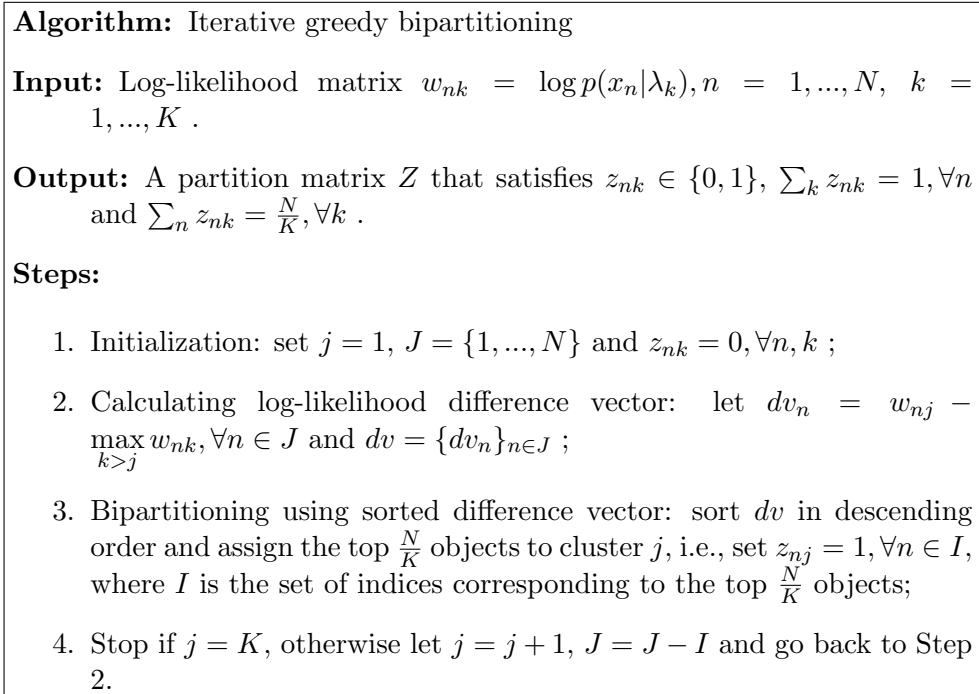 Algorithm: Iterative greedy bipartitioning
Input: Log-likelihood matrix w_{nk} = log p(x_n|λ_k), n = 1, ..., N, k =
1, ..., K .
Output: A partition matrix Z that satisfies z_{nk} ∈ {0, 1}, ∑_k z_{nk} = 1, ∀n
and ∑_n z_{nk} = N/K, ∀k .
Steps:
1. Initialization: set j = 1, J = {1, ..., N} and z_{nk} = 0, ∀n, k ;
2. Calculating log-likelihood difference vector: let dv_n = w_{nj} −
max_{k>j} w_{nk}, ∀n ∈ J and dv = {dv_n}_{n∈J} ;
3. Bipartitioning using sorted difference vector: sort dv in descending
order and assign the top N/K objects to cluster j, i.e., set z_{nj} = 1, ∀n ∈ I,
where I is the set of indices corresponding to the top N/K objects;
4. Stop if j = K, otherwise let j = j + 1, J = J − I and go back to Step
2.